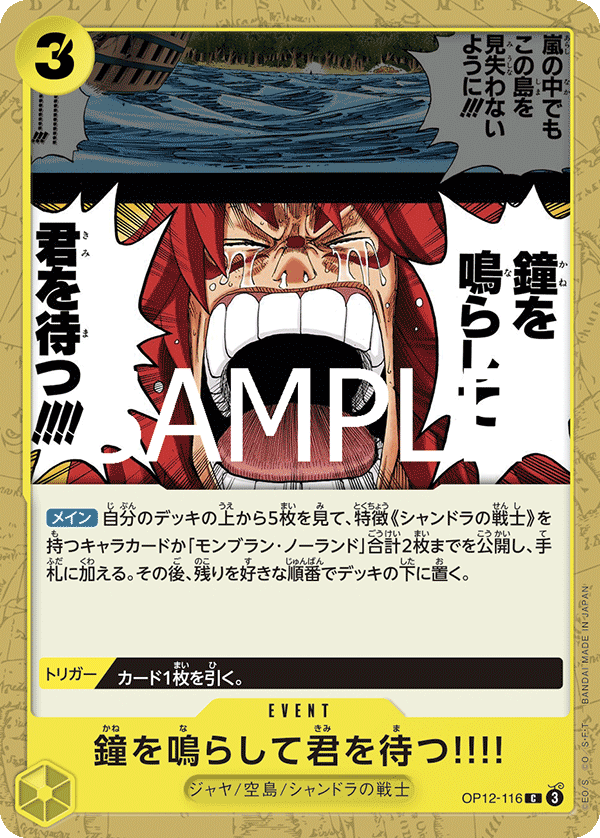 3
嵐の中でも
この島を
見失わない
ように!!!
!!!
鐘を
鳴らして
君を待つ!!!!
SAMPLE
メイン 自分のデッキの上から5枚を見て、特徴《シャンドラの戦士》を
持つキャラカードか「モンブラン・ノーランド」合計2枚までを公開し、手
札に加える。その後、残りを好きな順番でデッキの下に置く。
トリガー カード1枚を引く。
EVENT
鐘を鳴らして君を待つ!!!!
ジャヤ/空島/シャンドラの戦士
OP12-116 C 3
©E.O. ©.O S.-F.T. BANDAI MADE IN JAPAN